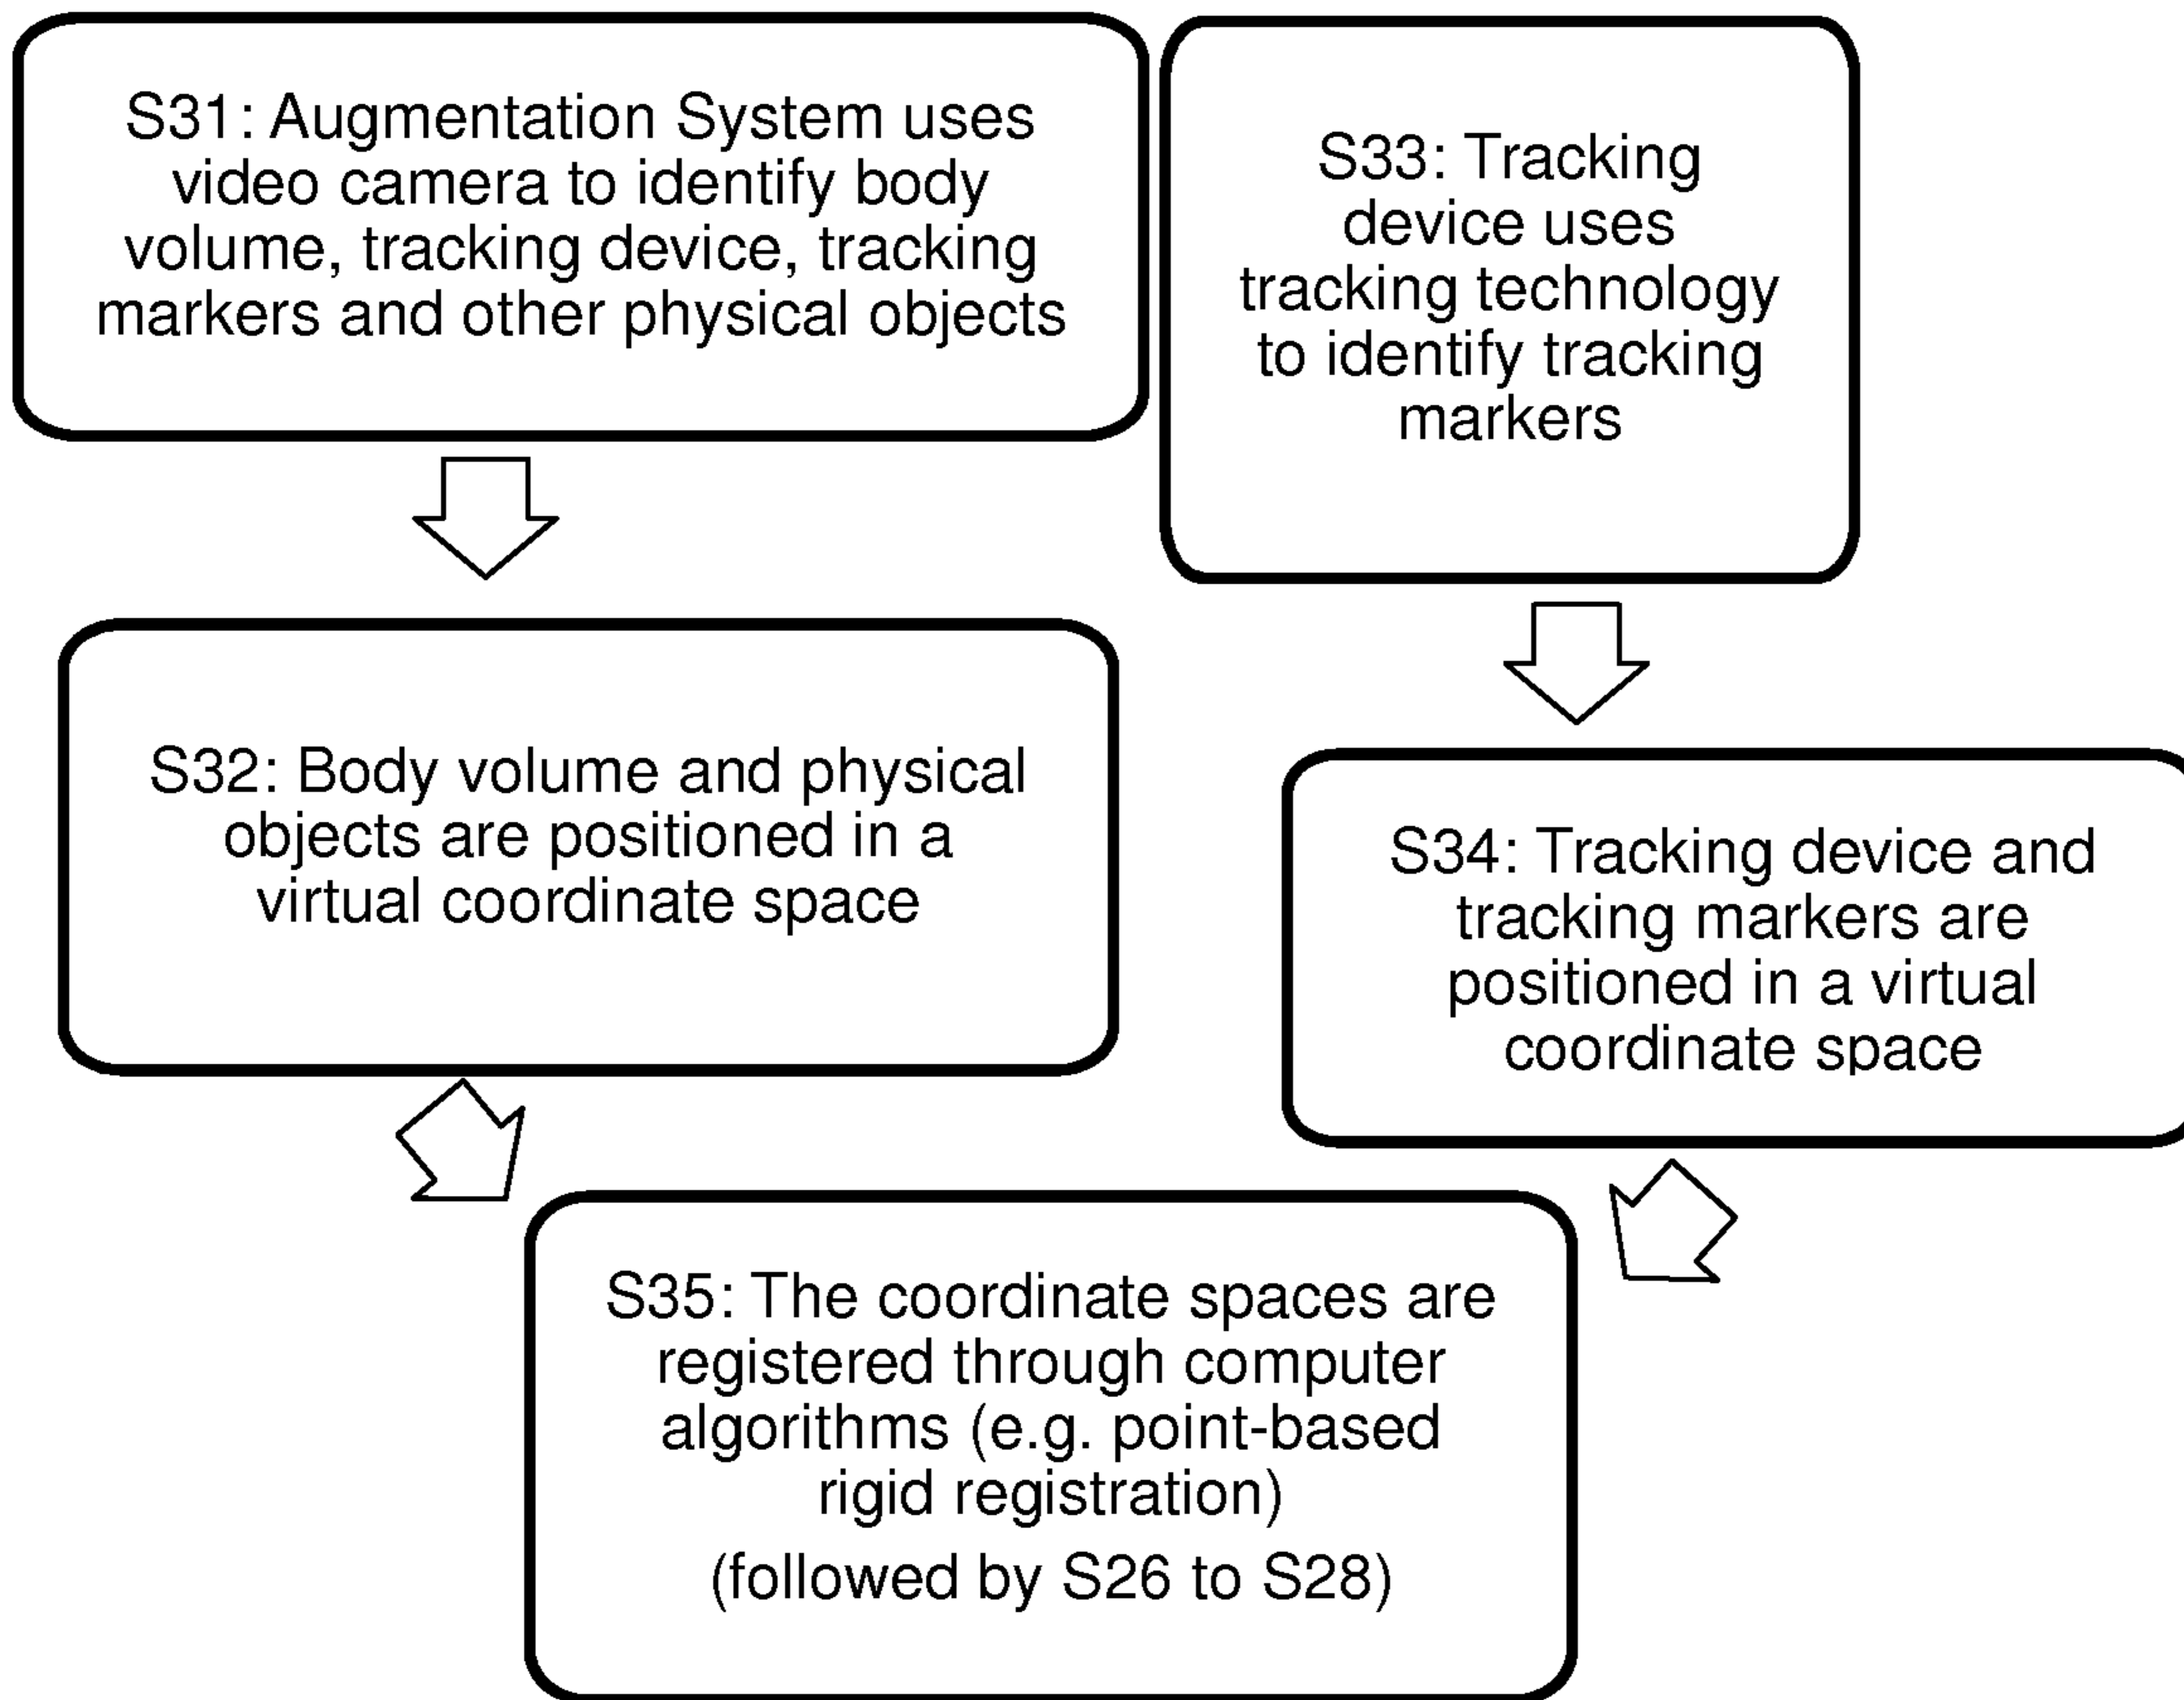 S31: Augmentation System uses
video camera to identify body
volume, tracking device, tracking
markers and other physical objects
S33: Tracking
device uses
tracking technology
to identify tracking
markers
S32: Body volume and physical
objects are positioned in a
virtual coordinate space
S34: Tracking device and
tracking markers are
positioned in a virtual
coordinate space
S35: The coordinate spaces are
registered through computer
algorithms (e.g. point-based
rigid registration)
(followed by S26 to S28)